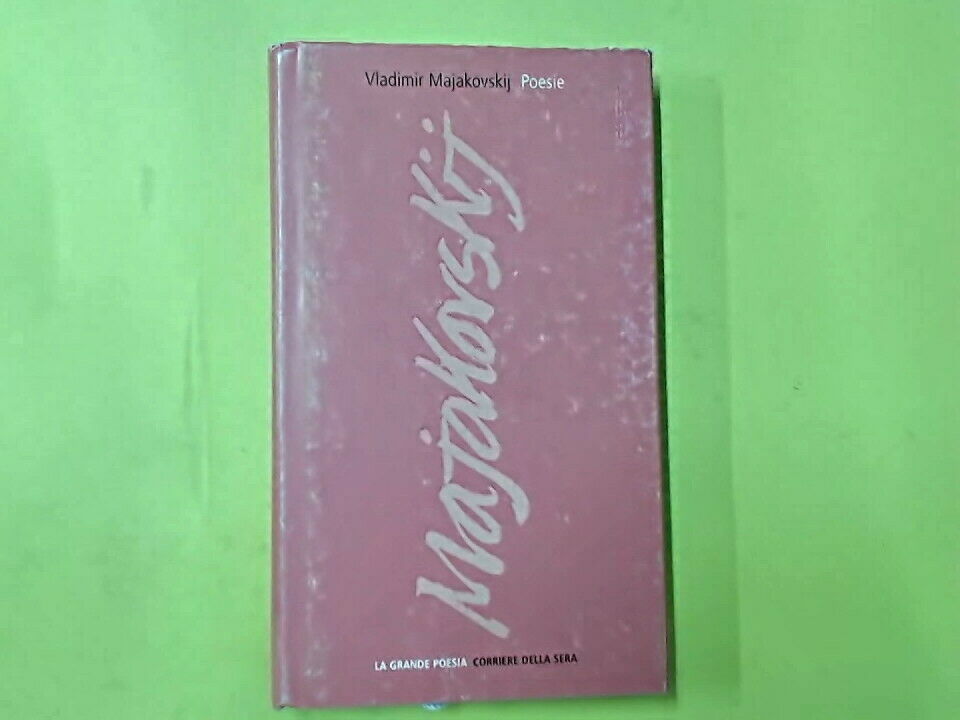 Vladimir Majakovskij Poesie
Majakovskij
LA GRANDE POESIA CORRIERE DELLA SERA